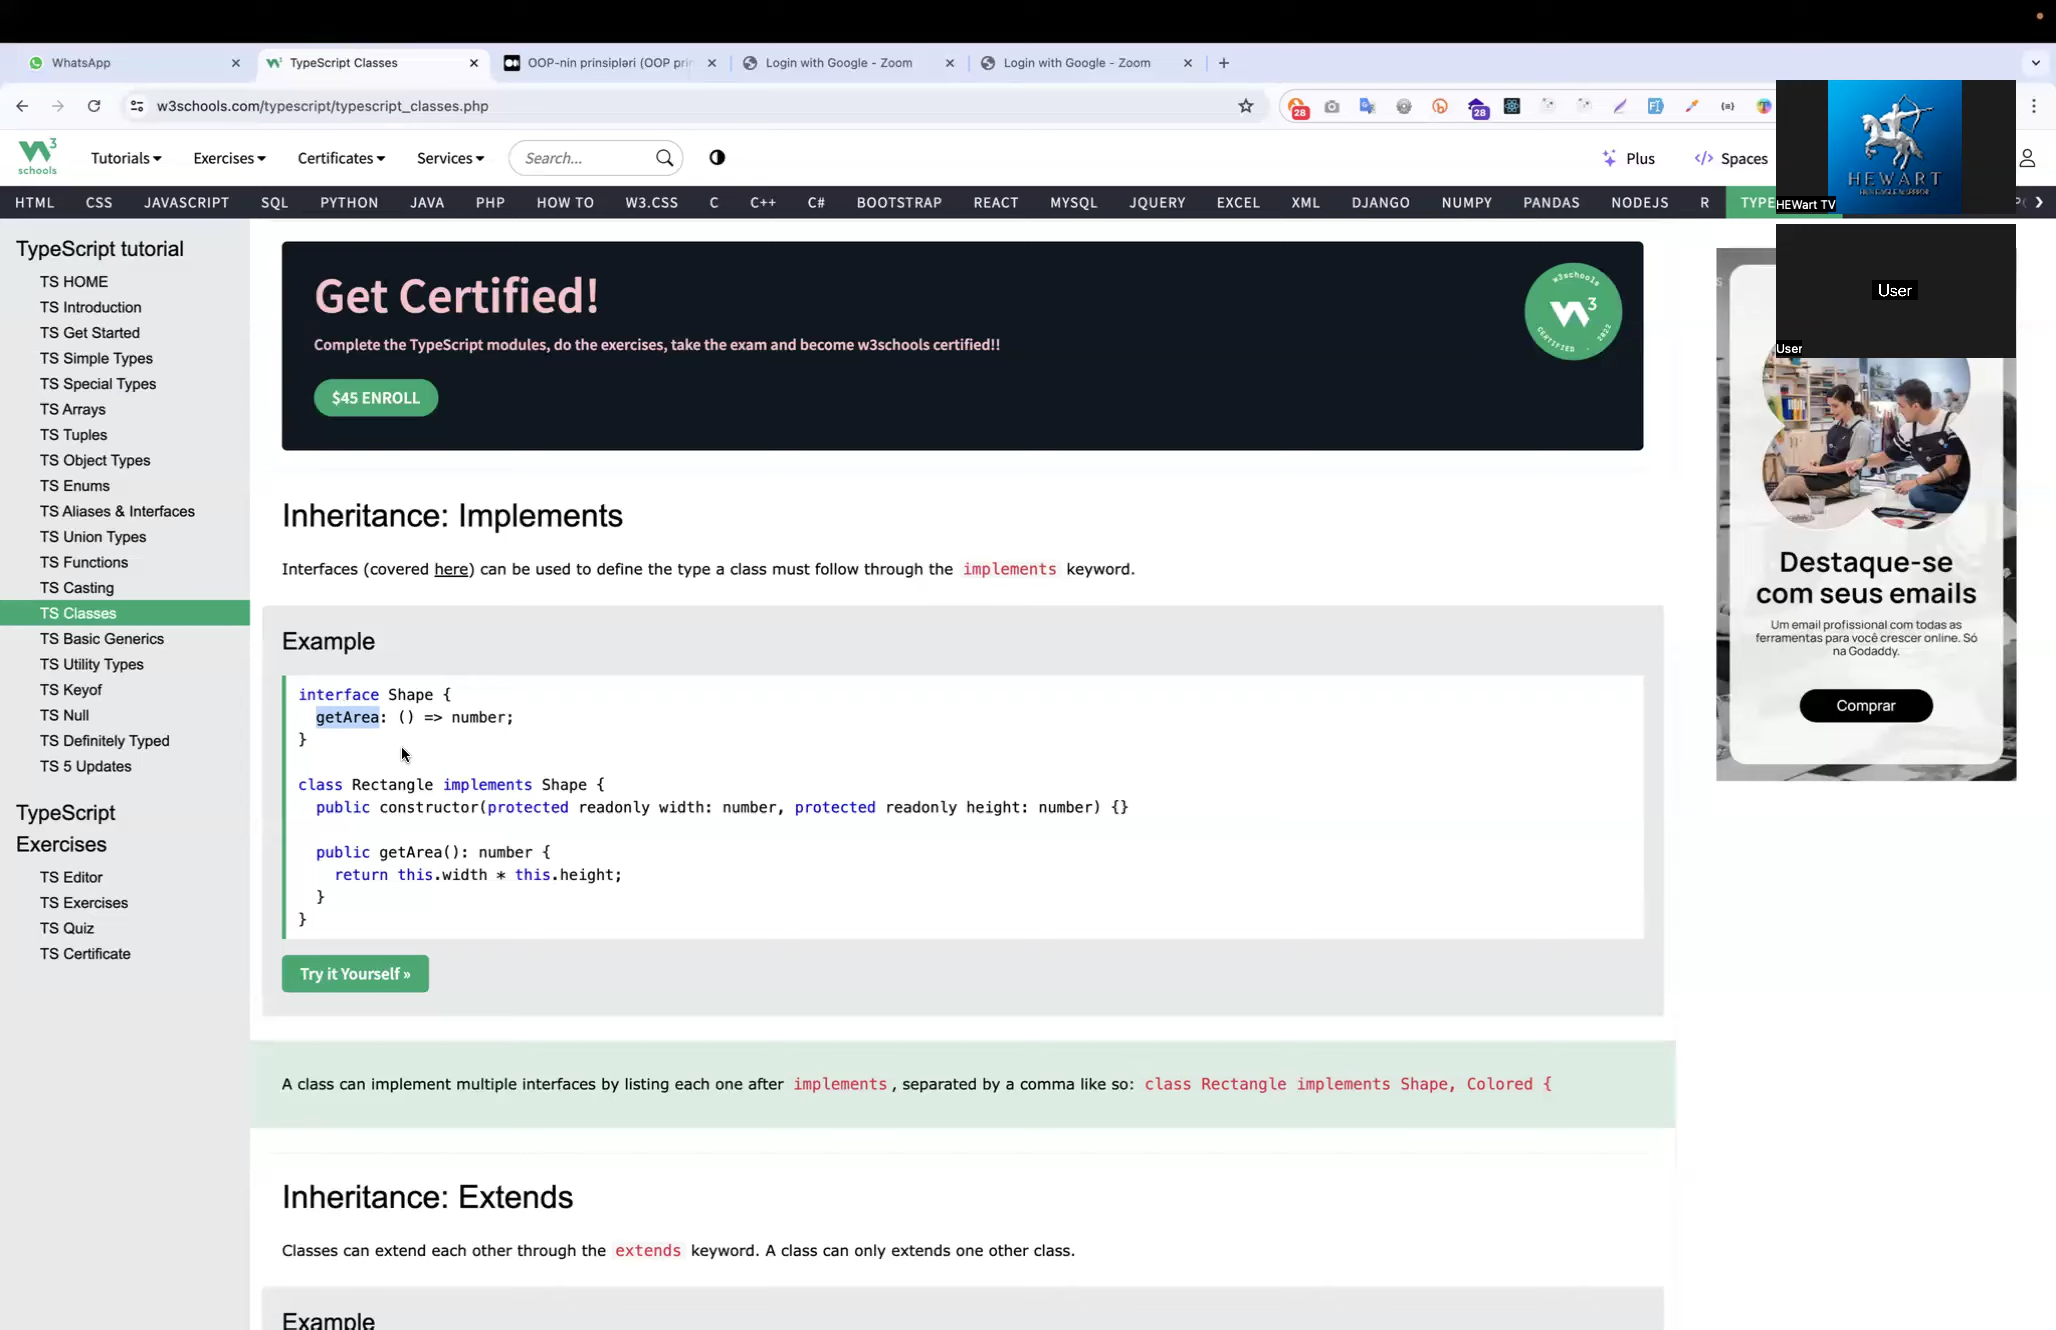 WhatsApp
TypeScript Classes
OOP-nin prinsipləri (OOP prin
Login with Google - Zoom
Login with Google - Zoom
w3schools.com/typescript/typescript_classes.php
28
28
W3 schools
Tutorials
Exercises
Certificates
Services
Search...
Plus
Spaces
HTML CSS JAVASCRIPT SQL PYTHON JAVA PHP HOW TO W3.CSS C C++ C# BOOTSTRAP REACT MYSQL JQUERY EXCEL XML DJANGO NUMPY PANDAS NODEJS R TYPE
HEWART
HEWart TV
User
User
TypeScript tutorial
TS HOME
TS Introduction
TS Get Started
TS Simple Types
TS Special Types
TS Arrays
TS Tuples
TS Object Types
TS Enums
TS Aliases & Interfaces
TS Union Types
TS Functions
TS Casting
TS Classes
TS Basic Generics
TS Utility Types
TS Keyof
TS Null
TS Definitely Typed
TS 5 Updates
TypeScript
Exercises
TS Editor
TS Exercises
TS Quiz
TS Certificate
Get Certified!
Complete the TypeScript modules, do the exercises, take the exam and become w3schools certified!!
$45 ENROLL
w3schools
W3
CERTIFIED . 2022
Inheritance: Implements
Interfaces (covered here) can be used to define the type a class must follow through the implements keyword.
Example
interface Shape {
getArea: () => number;
}
class Rectangle implements Shape {
public constructor(protected readonly width: number, protected readonly height: number) {}
public getArea(): number {
return this.width * this.height;
}
}
Try it Yourself »
A class can implement multiple interfaces by listing each one after implements, separated by a comma like so: class Rectangle implements Shape, Colored {
Inheritance: Extends
Classes can extend each other through the extends keyword. A class can only extends one other class.
Example
Destaque-se
com seus emails
Um email profissional com todas as
ferramentas para você crescer online. Só
na Godaddy.
Comprar